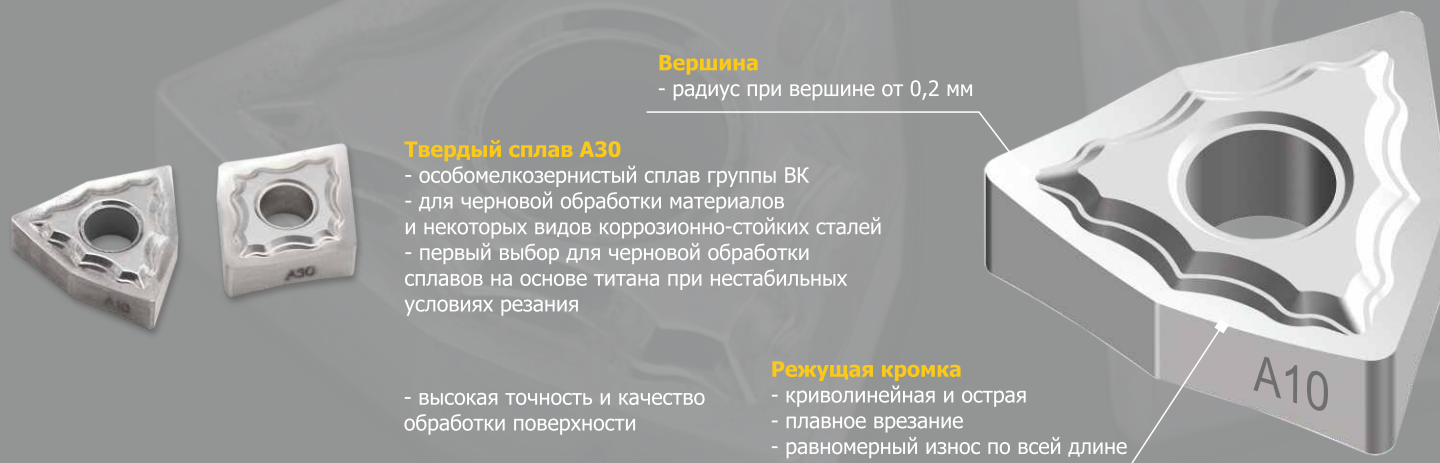 Вершина
- радиус при вершине от 0,2 мм
Твердый сплав А30
- особомелкозернистый сплав группы ВК
- для черновой обработки материалов
и некоторых видов коррозионно-стойких сталей
- первый выбор для черновой обработки
сплавов на основе титана при нестабильных
условиях резания
- высокая точность и качество
обработки поверхности
Режущая кромка
- криволинейная и острая
- плавное врезание
- равномерный износ по всей длине
A10
A30
A10